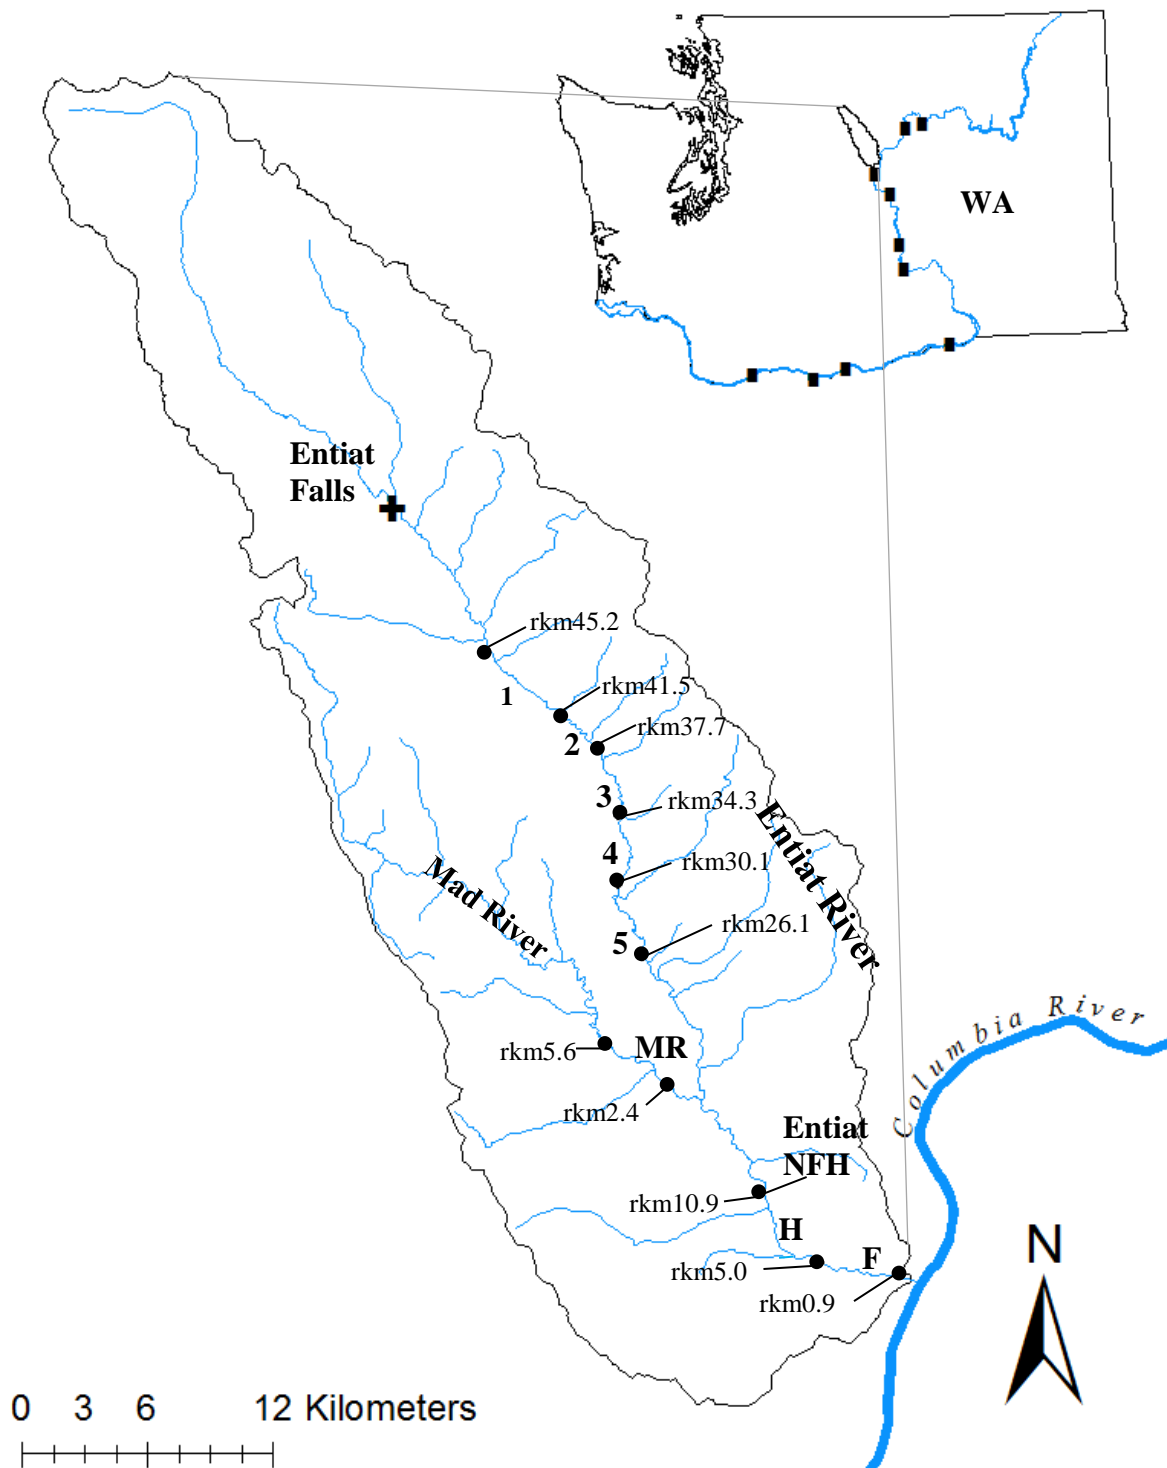 WA
Entiat
Falls
rkm45.2
1
rkm41.5
2
rkm37.7
3
rkm34.3
4
rkm30.1
Entiat River
Mad River
5
rkm26.1
rkm5.6
MR
rkm2.4
Columbia River
Entiat
NFH
rkm10.9
H
rkm5.0
F
rkm0.9
N
0 3 6 12 Kilometers